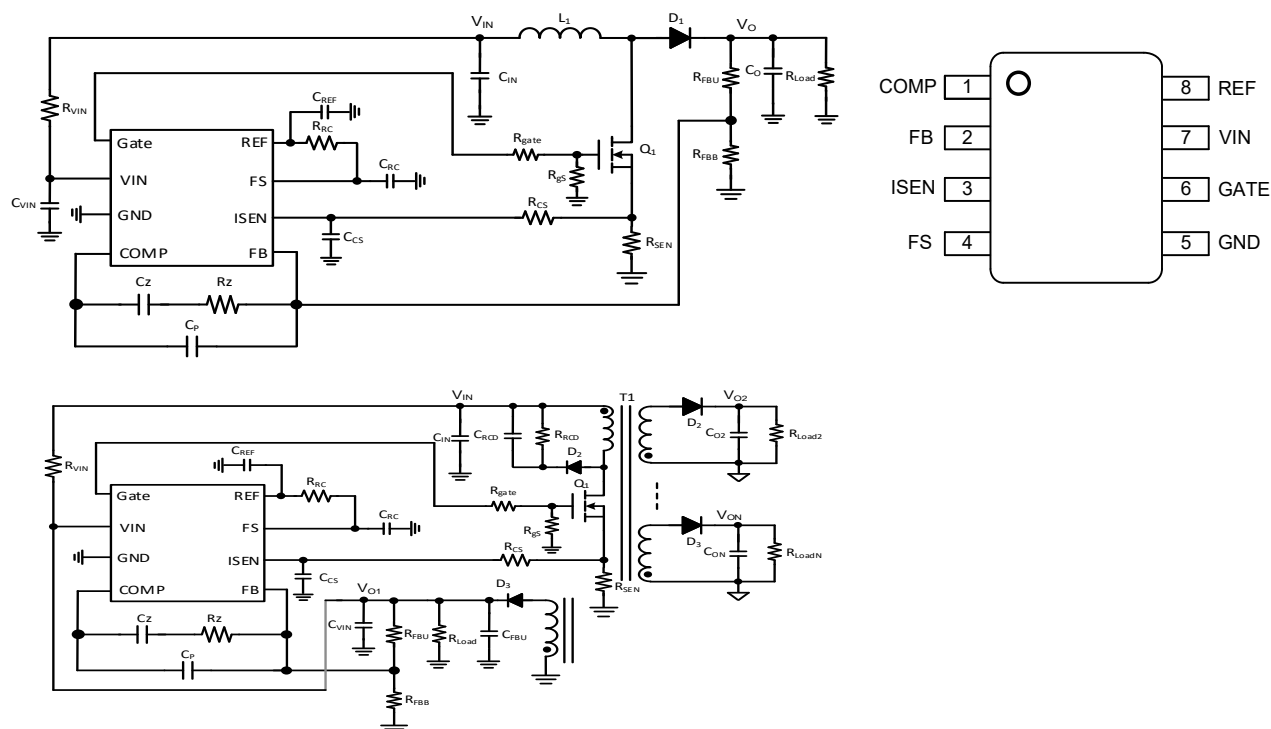 VIN
L1
D1
VO
CIN
RFBU
CO
RLoad
RVIN
CREF
RRC
Gate
REF
Rgate
Q1
RFBB
VIN
FS
CRC
RgS
CVIN
GND
ISEN
RCS
CCS
RSEN
COMP
FB
Cz
Rz
CP
COMP
1
8
REF
FB
2
7
VIN
ISEN
3
6
GATE
FS
4
5
GND
VIN
T1
VO2
D2
CIN
CRCD
RRCD
CO2
RLoad2
D2
RVIN
CREF
RRC
Gate
REF
Rgate
Q1
VIN
FS
CRC
RgS
VON
D3
CON
RLoadN
GND
ISEN
RCS
CCS
RSEN
COMP
FB
VO1
D3
Cz
Rz
CVIN
RFBU
RLoad
CFBU
CP
RFBB